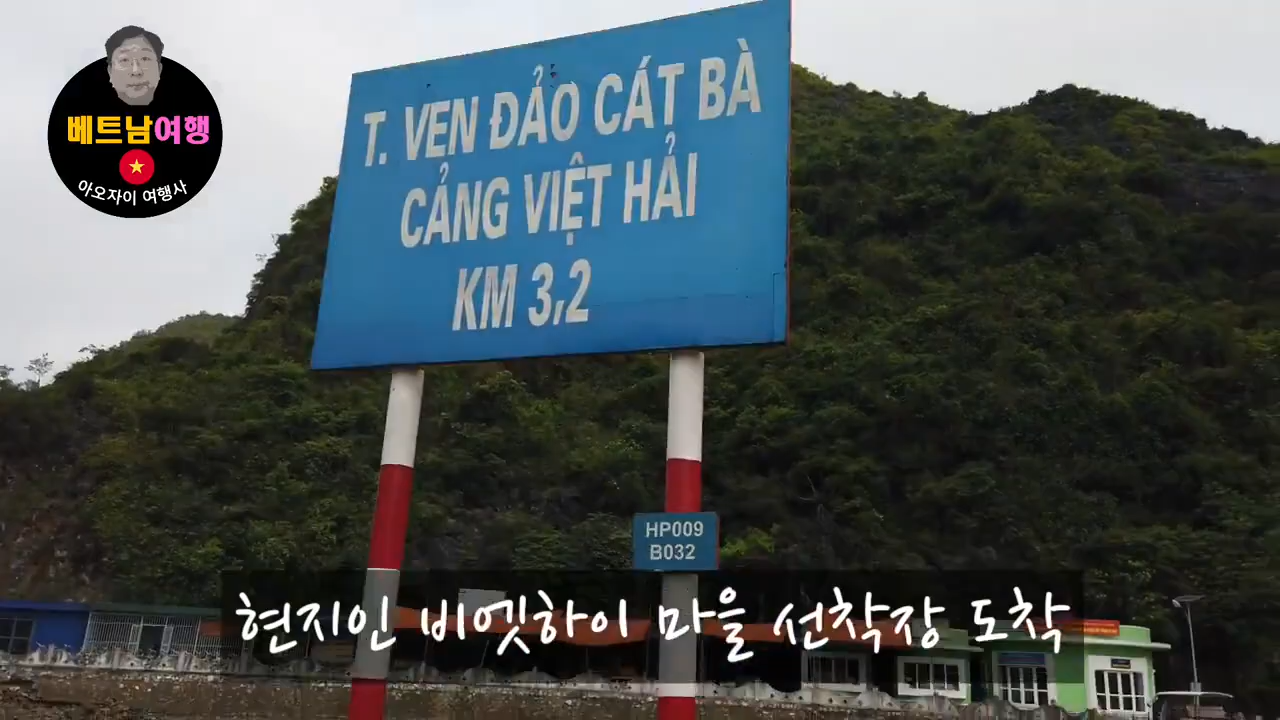 베트남여행
아오자이 여행사
T. VEN ĐẢO CÁT BÀ
CẢNG VIỆT HẢI
KM 3,2
HP009
B032
현지인 비엣하이 마을 선착장 도착